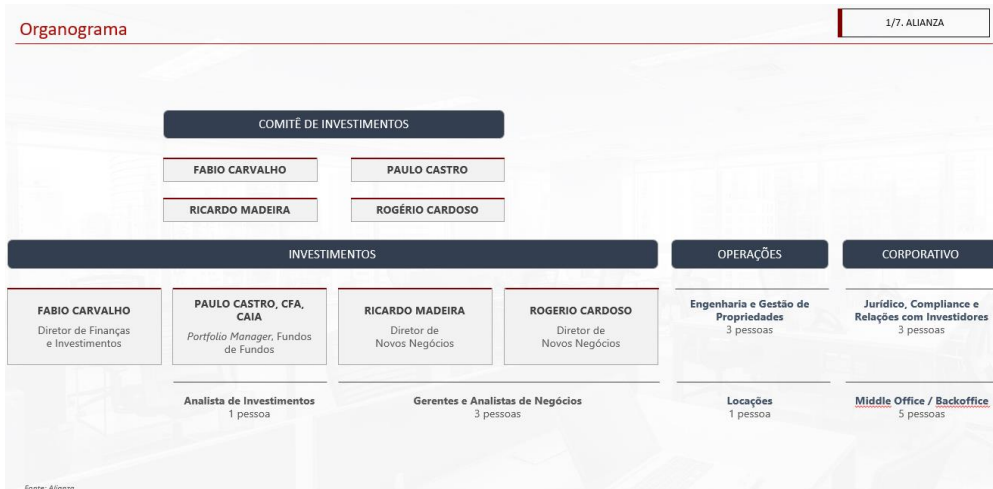 Organograma
1/7. ALIANZA
COMITÊ DE INVESTIMENTOS
FABIO CARVALHO
PAULO CASTRO
RICARDO MADEIRA
ROGÉRIO CARDOSO
INVESTIMENTOS
OPERAÇÕES
CORPORATIVO
FABIO CARVALHO
Diretor de Finanças
e Investimentos
PAULO CASTRO, CFA,
CAIA
Portfolio Manager, Fundos
de Fundos
RICARDO MADEIRA
Diretor de
Novos Negócios
ROGERIO CARDOSO
Diretor de
Novos Negócios
Engenharia e Gestão de
Propriedades
3 pessoas
Jurídico, Compliance e
Relações com Investidores
3 pessoas
Analista de Investimentos
1 pessoa
Gerentes e Analistas de Negócios
3 pessoas
Locações
1 pessoa
Middle Office / Backoffice
5 pessoas
Fonte: Alianza